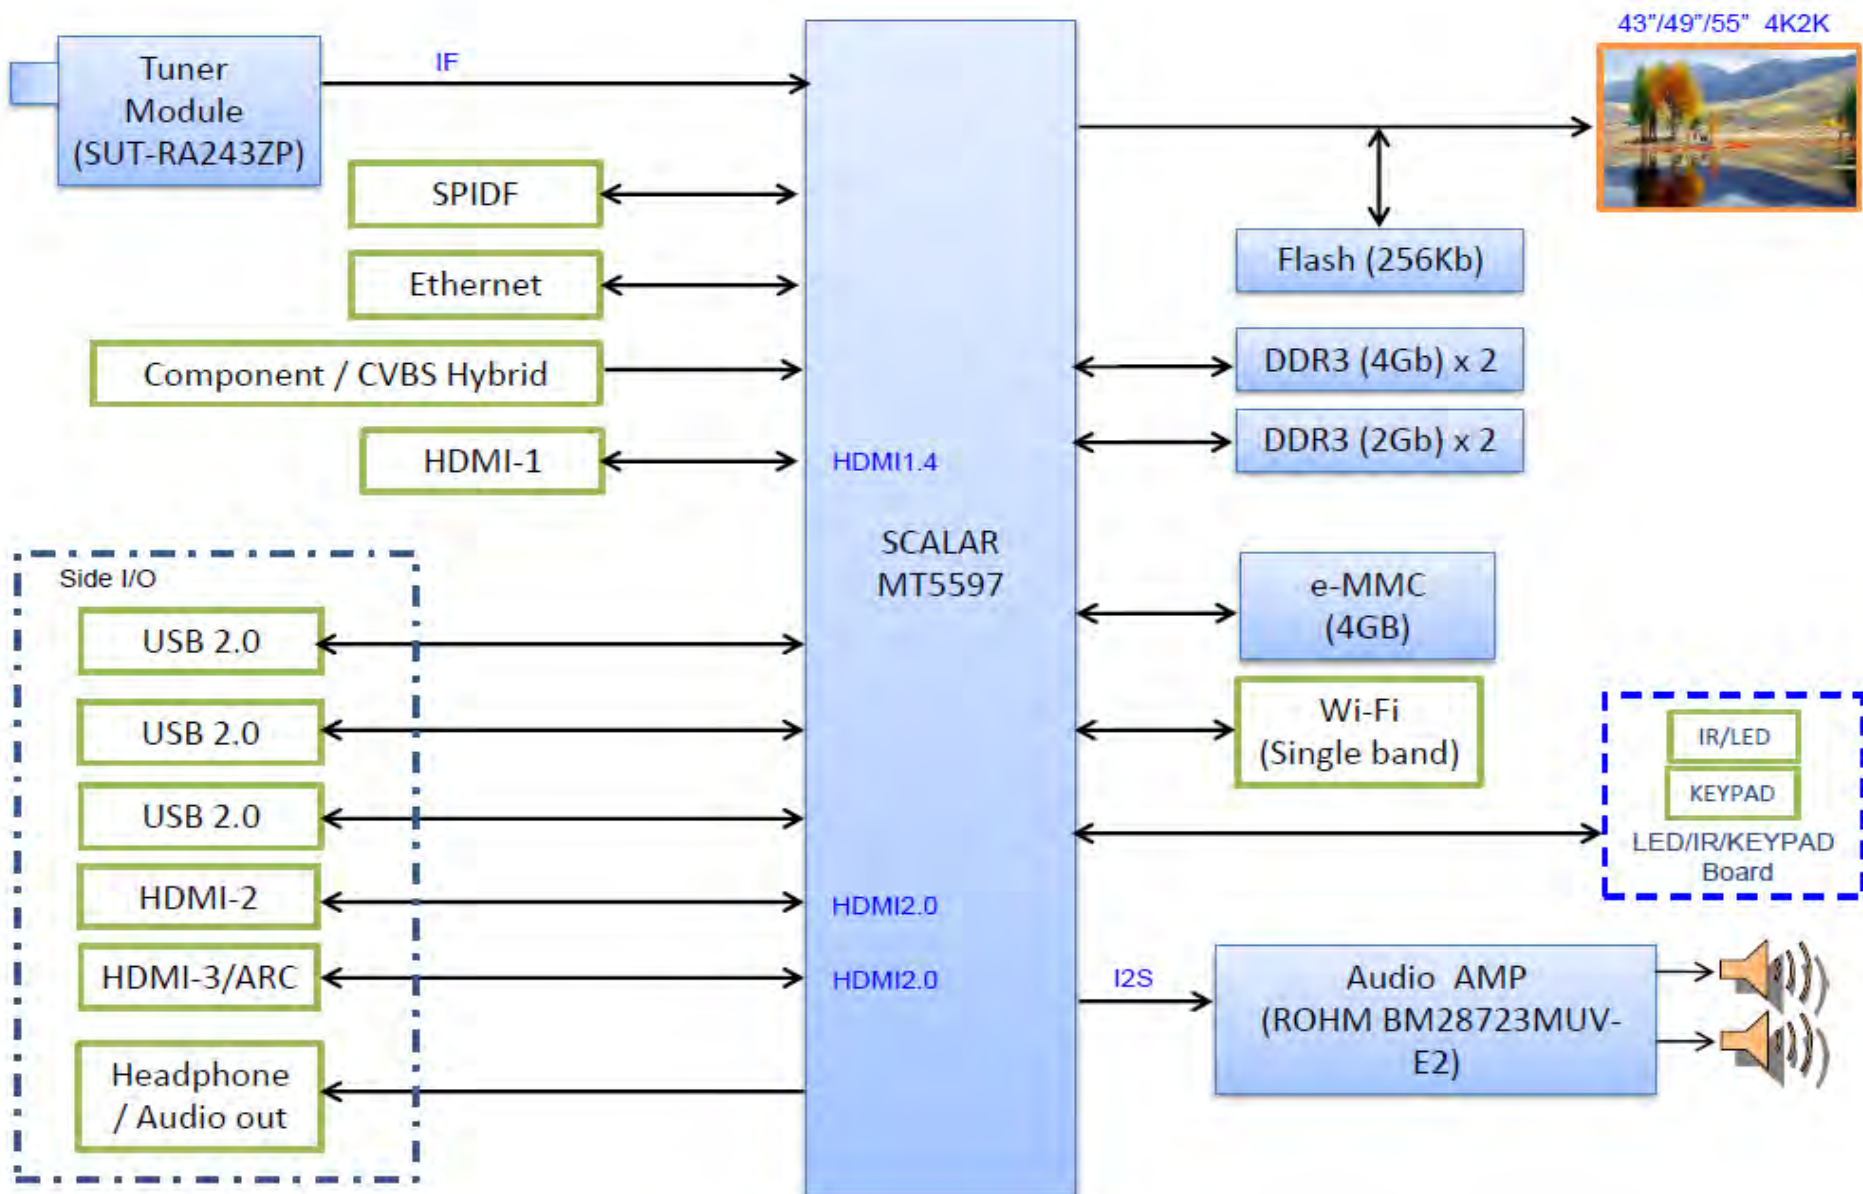 43”/49”/55” 4K2K
Tuner
Module
(SUT-RA243ZP)
IF
SPIDF
Ethernet
Component / CVBS Hybrid
HDMI-1
HDMI1.4
SCALAR
MT5597
Flash (256Kb)
DDR3 (4Gb) x 2
DDR3 (2Gb) x 2
e-MMC
(4GB)
Wi-Fi
(Single band)
IR/LED
KEYPAD
LED/IR/KEYPAD
Board
Side I/O
USB 2.0
USB 2.0
USB 2.0
HDMI-2
HDMI2.0
HDMI-3/ARC
HDMI2.0
Headphone
/ Audio out
I2S
Audio AMP
(ROHM BM28723MUV-
E2)